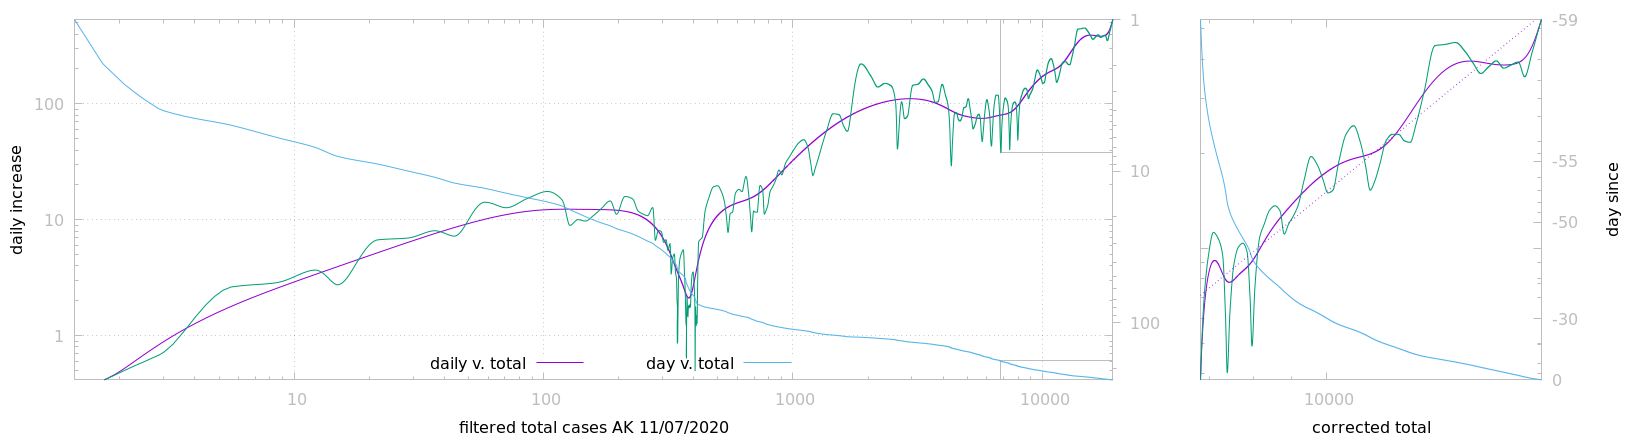 daily increase
100
10
1
10
100
1000
10000
1
10
100
daily v. total
day v. total
filtered total cases AK 11/07/2020
-59
-55
-50
-30
0
10000
day since
corrected total